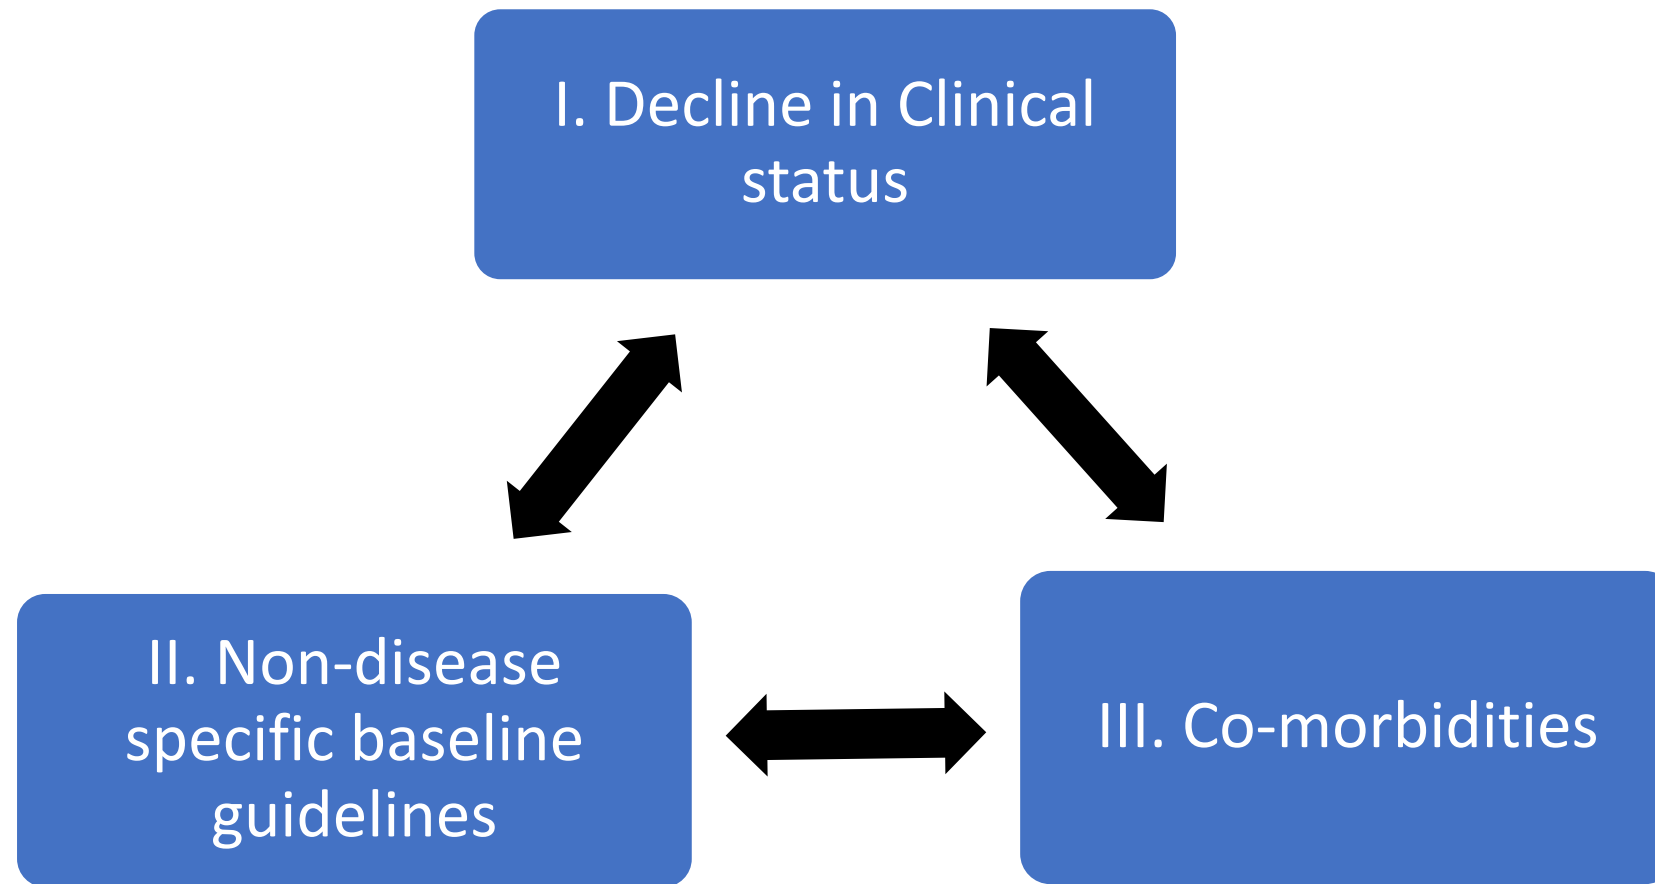 I. Decline in Clinical
status
II. Non-disease
specific baseline
guidelines
III. Co-morbidities